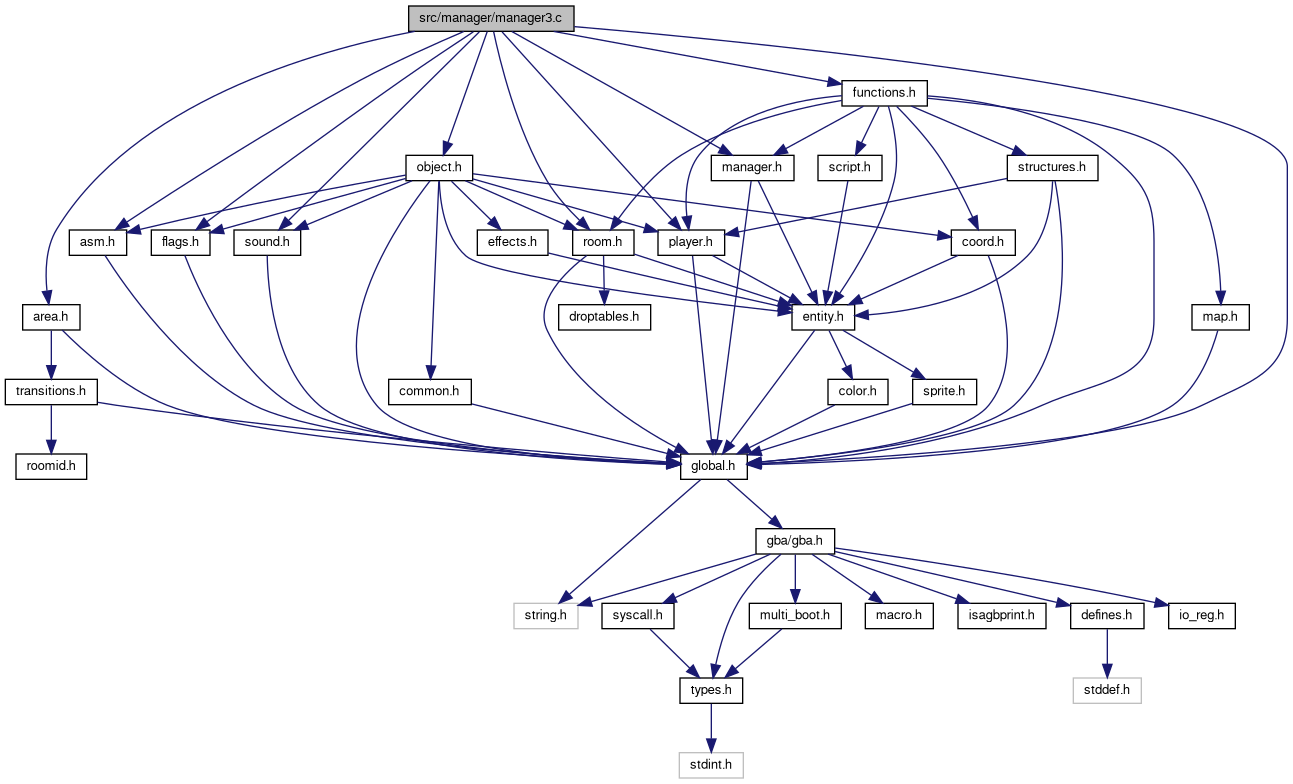 src/manager/manager3.c
functions.h
object.h
manager.h
script.h
structures.h
asm.h
flags.h
sound.h
effects.h
room.h
player.h
coord.h
area.h
droptables.h
entity.h
map.h
transitions.h
common.h
color.h
sprite.h
roomid.h
global.h
gba/gba.h
string.h
syscall.h
multi_boot.h
macro.h
isagbprint.h
defines.h
io_reg.h
types.h
stddef.h
stdint.h